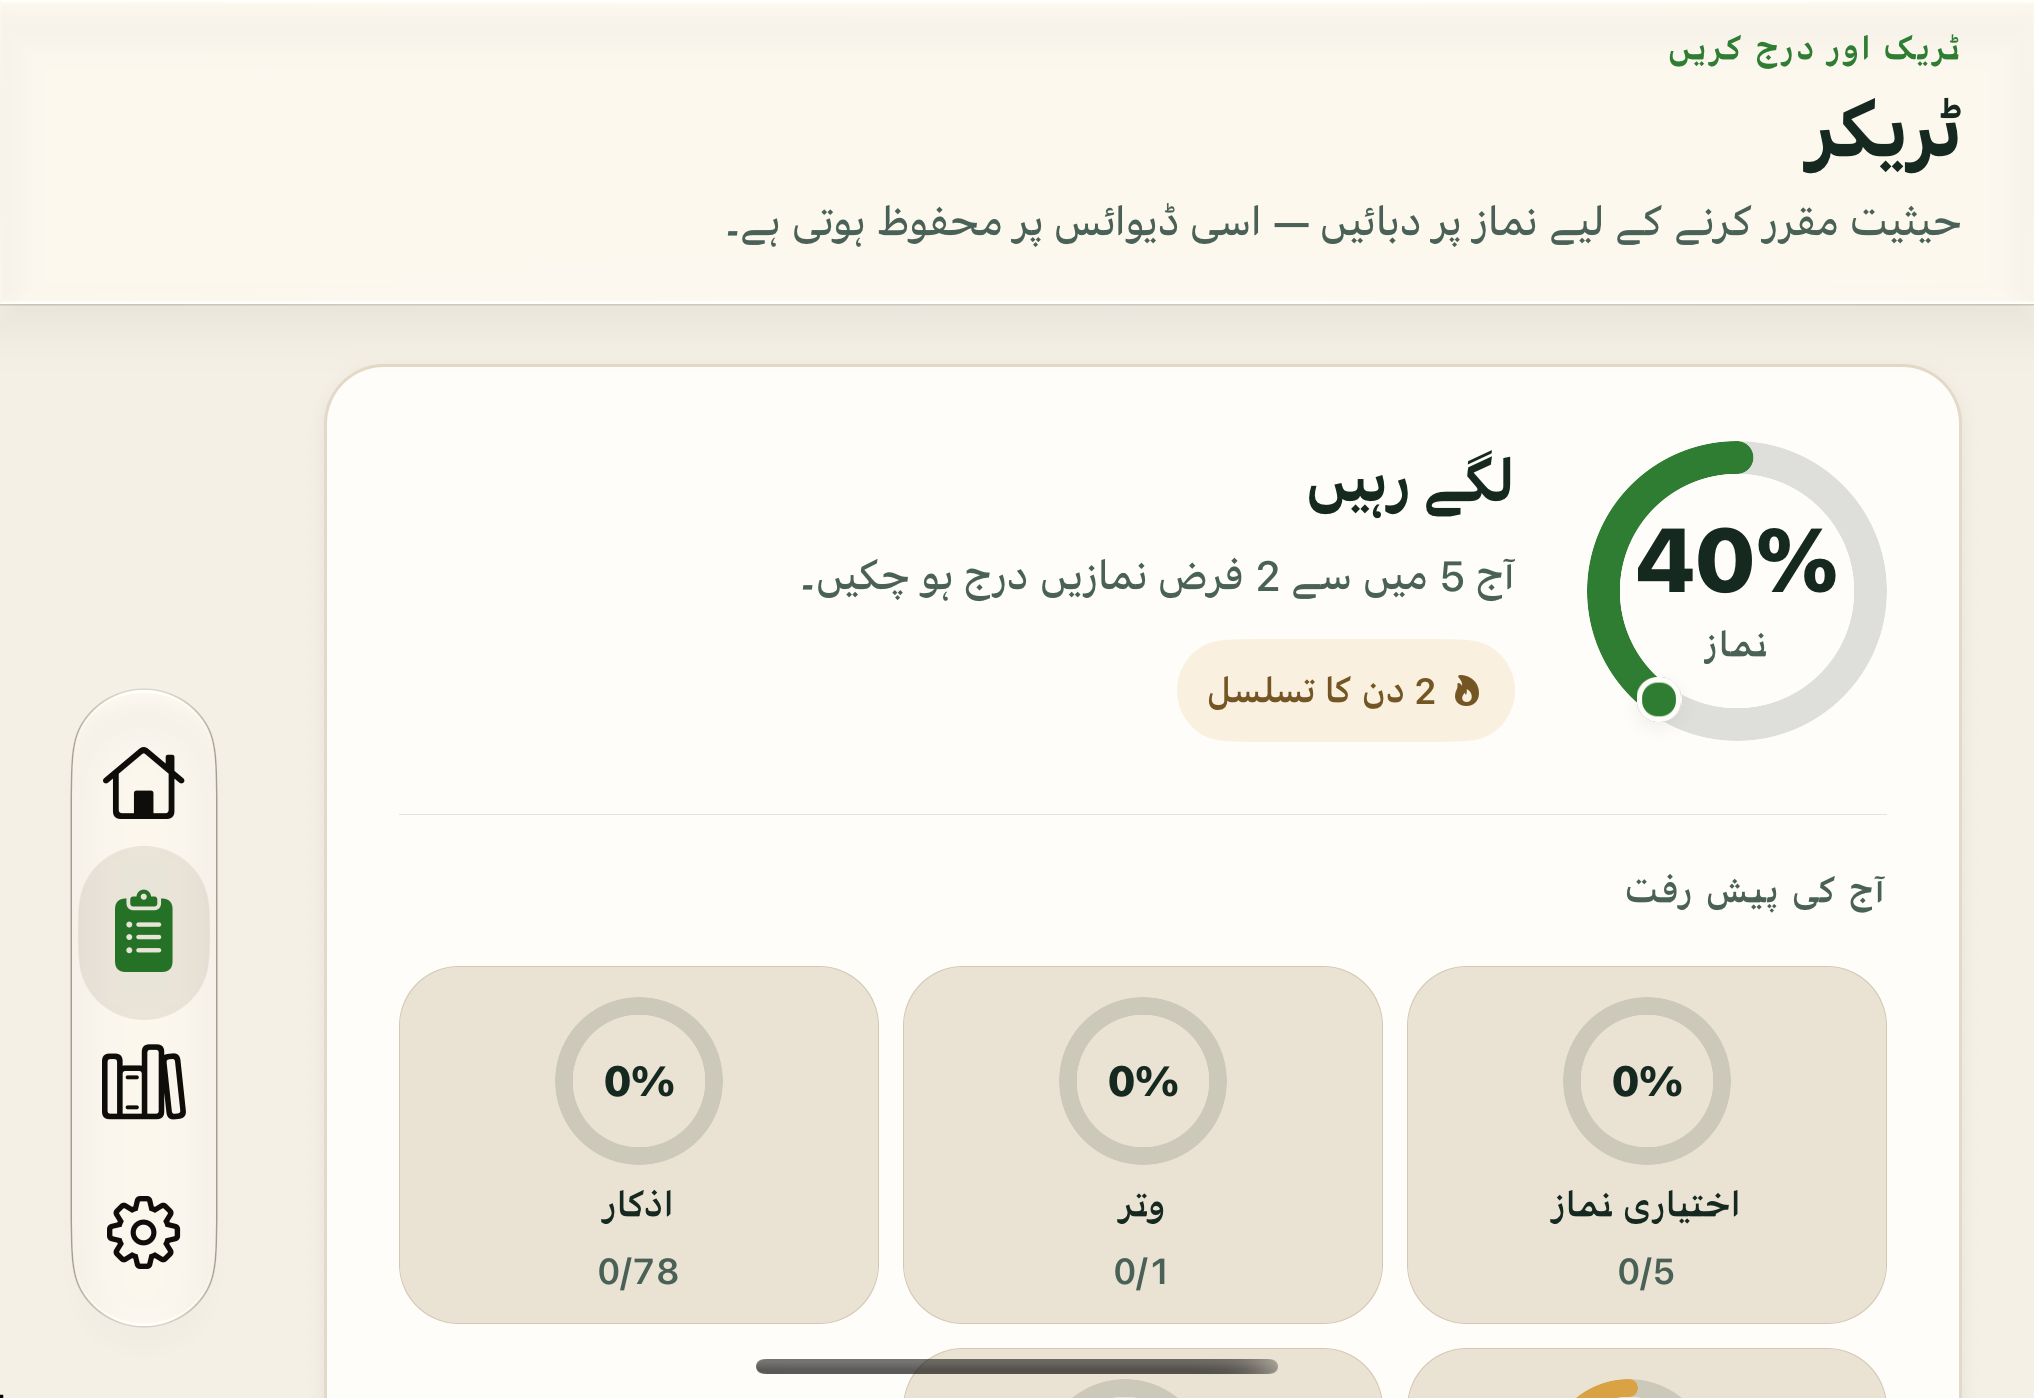 ٹریک اور درج کریں
ٹریکر
حیثیت مقرر کرنے کے لیے نماز پر دبائیں — اسی ڈیوائس پر محفوظ ہوتی ہے۔
40%
نماز
لگے رہیں
آج 5 میں سے 2 فرض نمازیں درج ہو چکیں۔
2 دن کا تسلسل
آج کی پیش رفت
0%
اختیاری نماز
0/5
0%
وتر
0/1
0%
اذکار
0/78